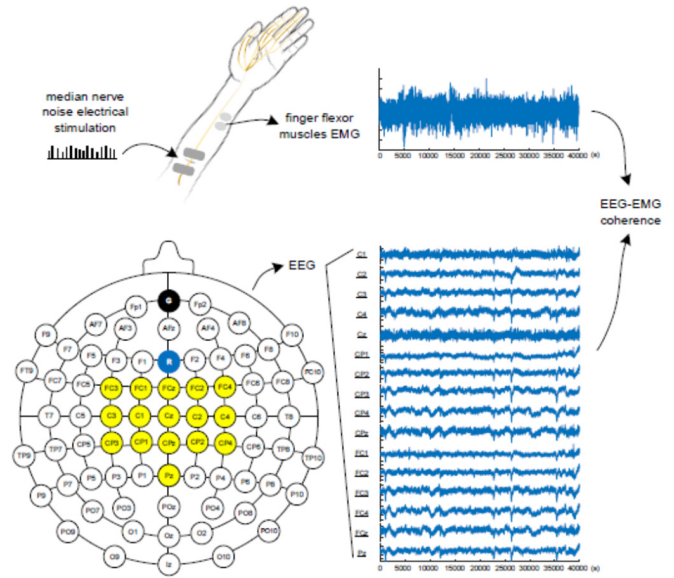 median nerve
noise electrical
stimulation
finger flexor
muscles EMG
0 5000 10000 15000 20000 25000 30000 35000 40000 (s)
EEG-EMG
coherence
EEG
Fp1 G Fp2
AF7 AF3 AFz AF4 AF8
F9 F7 F5 F3 F1 R F2 F4 F6 F8 F10
FT9 FC7 FC5 FC3 FC1 FCz FC2 FC4 FC6 FC8
T7 C5 C3 C1 Cz C2 C4 C6 T8
TP9 TP7 CP5 CP3 CP1 CPz CP2 CP4 CP6 TP8 TP10
P9 P7 P5 P3 P1 Pz P2 P4 P6 P8 P10
PO9 PO7 PO3 POz PO4 PO8 PO10
O9 O1 Oz O2 O10
Iz
C1
C2
C3
C4
Cz
CP1
CP2
CP3
CP4
CPz
FC1
FC2
FC3
FC4
FCz
Pz
0 5000 10000 15000 20000 25000 30000 35000 40000 (s)